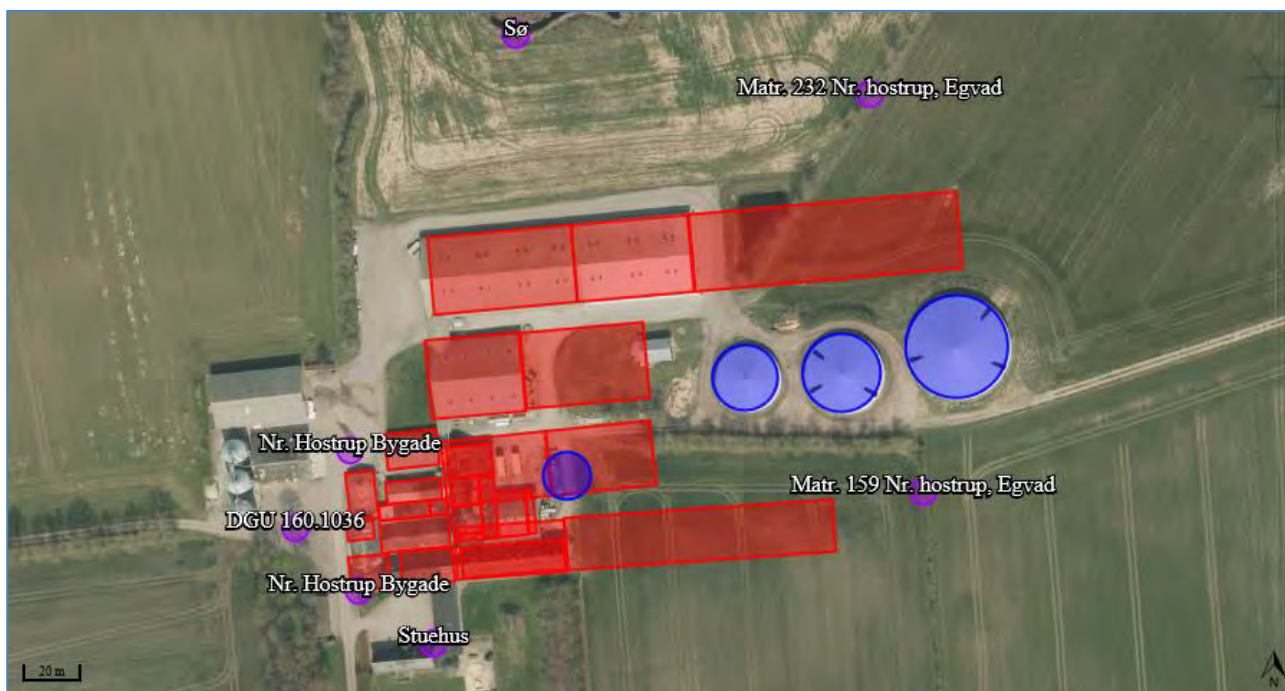 Sø
Matr. 232 Nr. hostrup, Egvad
Nr. Hostrup Bygade
Matr. 159 Nr. hostrup, Egvad
DGU 160.1036
Nr. Hostrup Bygade
Stuehus
20 m
N